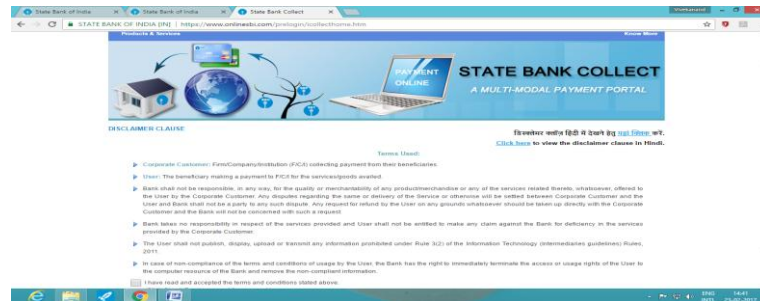 State Bank of India
State Bank of India
State Bank Collect
Vivekanand
STATE BANK OF INDIA [IN] | https://www.onlinesbi.com/prelogin/icollecthome.htm
Products & Services
Know More
PAYMENT
ONLINE
STATE BANK COLLECT
A MULTI-MODAL PAYMENT PORTAL
DISCLAIMER CLAUSE
डिस्क्लेमर क्लॉज़ हिंदी में देखने हेतु यहां क्लिक करें.
Click here to view the disclaimer clause in Hindi.
Terms Used:
Corporate Customer: Firm/Company/Institution (F/C/I) collecting payment from their beneficiaries.
User: The beneficiary making a payment to F/C/I for the services/goods availed.
Bank shall not be responsible, in any way, for the quality or merchantability of any product/merchandise or any of the services related thereto, whatsoever, offered to
the User by the Corporate Customer. Any disputes regarding the same or delivery of the Service or otherwise will be settled between Corporate Customer and the
User and Bank shall not be a party to any such dispute. Any request for refund by the User on any grounds whatsoever should be taken up directly with the Corporate
Customer and the Bank will not be concerned with such a request.
Bank takes no responsibility in respect of the services provided and User shall not be entitled to make any claim against the Bank for deficiency in the services
provided by the Corporate Customer.
The User shall not publish, display, upload or transmit any information prohibited under Rule 3(2) of the Information Technology (Intermediaries guidelines) Rules,
2011.
In case of non-compliance of the terms and conditions of usage by the User, the Bank has the right to immediately terminate the access or usage rights of the User to
the computer resource of the Bank and remove the non-compliant information.
I have read and accepted the terms and conditions stated above.
14:41